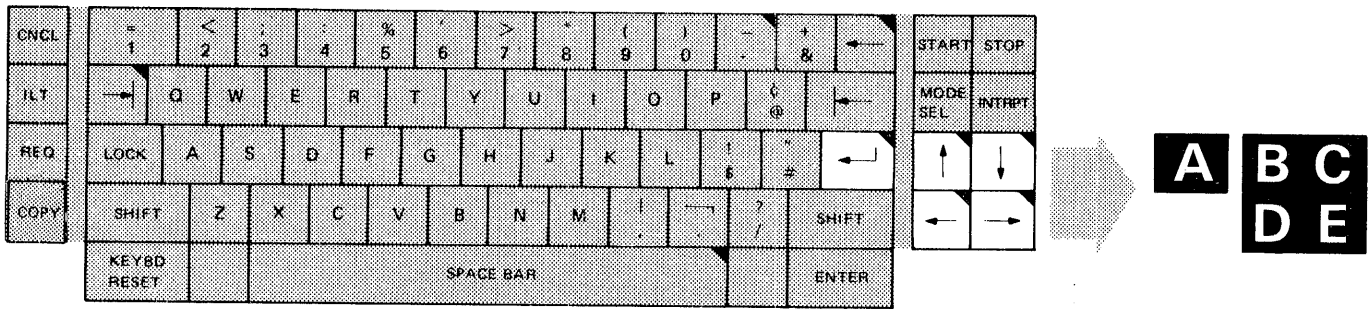 CNCL = 1 < 2 ; 3 : 4 % 5 ' 6 > 7 * 8 ( 9 ) 0 _ - + & START STOP
ILT Q W E R T Y U I O P ¢ @ MODE SEL INTRPT
REQ LOCK A S D F G H J K L ! $ " # A B C
COPY SHIFT Z X C V B N M | , ¬ . ? / SHIFT D E
KEYBD RESET SPACE BAR ENTER